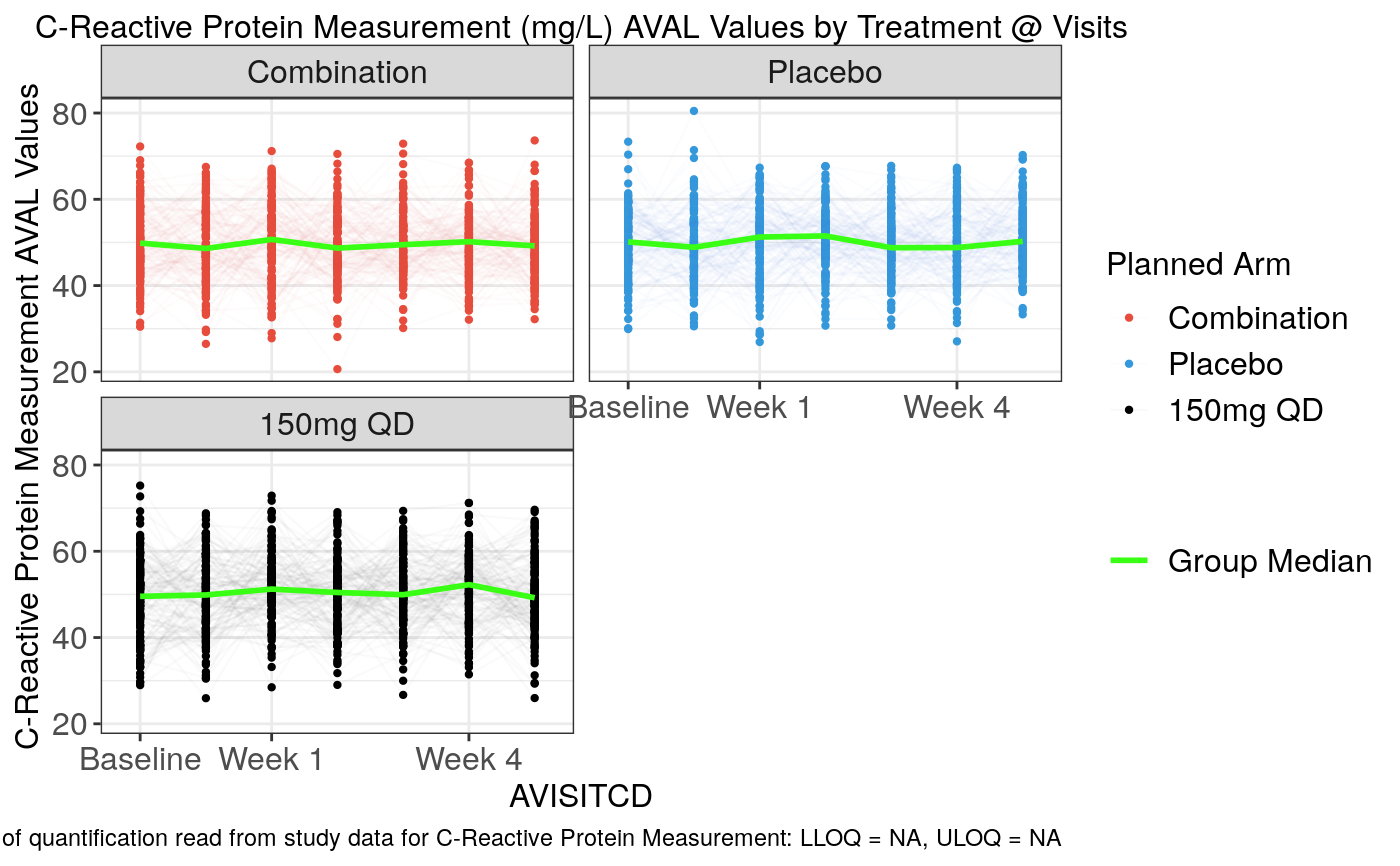 C-Reactive Protein Measurement (mg/L) AVAL Values by Treatment @ Visits
Combination
Placebo
C-Reactive Protein Measurement AVAL Values
80
60
40
20
Baseline
Week 1
Week 4
150mg QD
80
60
40
20
Baseline
Week 1
Week 4
AVISITCD
Planned Arm
Combination
Placebo
150mg QD
Group Median
of quantification read from study data for C-Reactive Protein Measurement: LLOQ = NA, ULOQ = NA